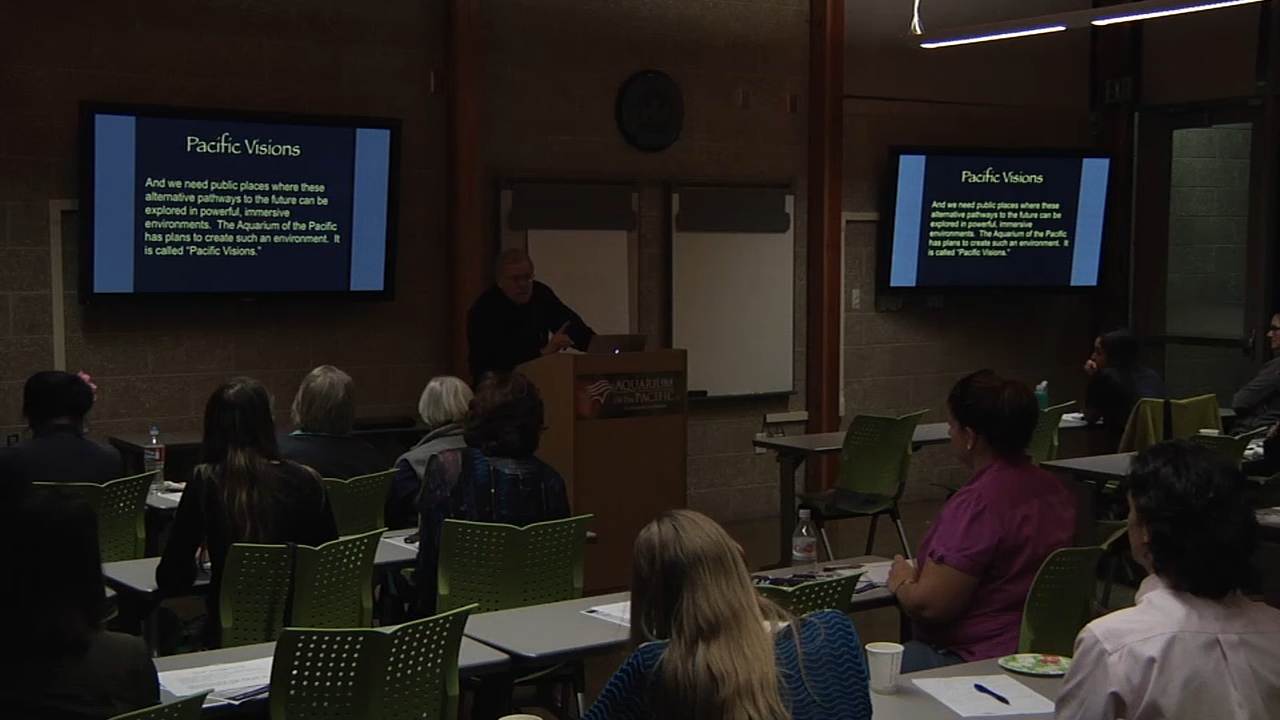 Pacific Visions
And we need public places where these
alternative pathways to the future can be
explored in powerful, immersive
environments. The Aquarium of the Pacific
has plans to create such an environment. It
is called "Pacific Visions."
Pacific Visions
And we need public places where these
alternative pathways to the future can be
explored in powerful, immersive
environments. The Aquarium of the Pacific
has plans to create such an environment. It
is called "Pacific Visions."
AQUARIUM
OF THE PACIFIC